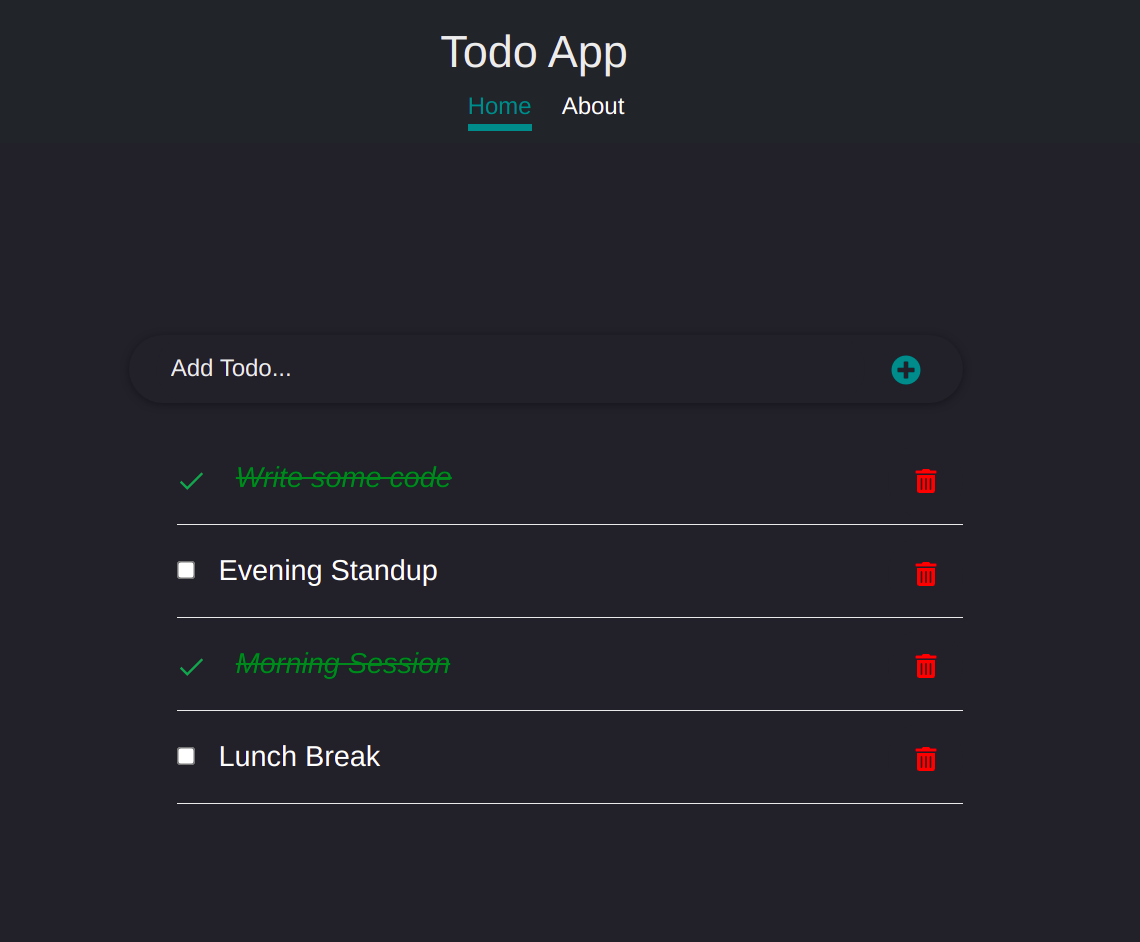 Todo App
Home About
Add Todo...
Write some code
Evening Standup
Morning Session
Lunch Break